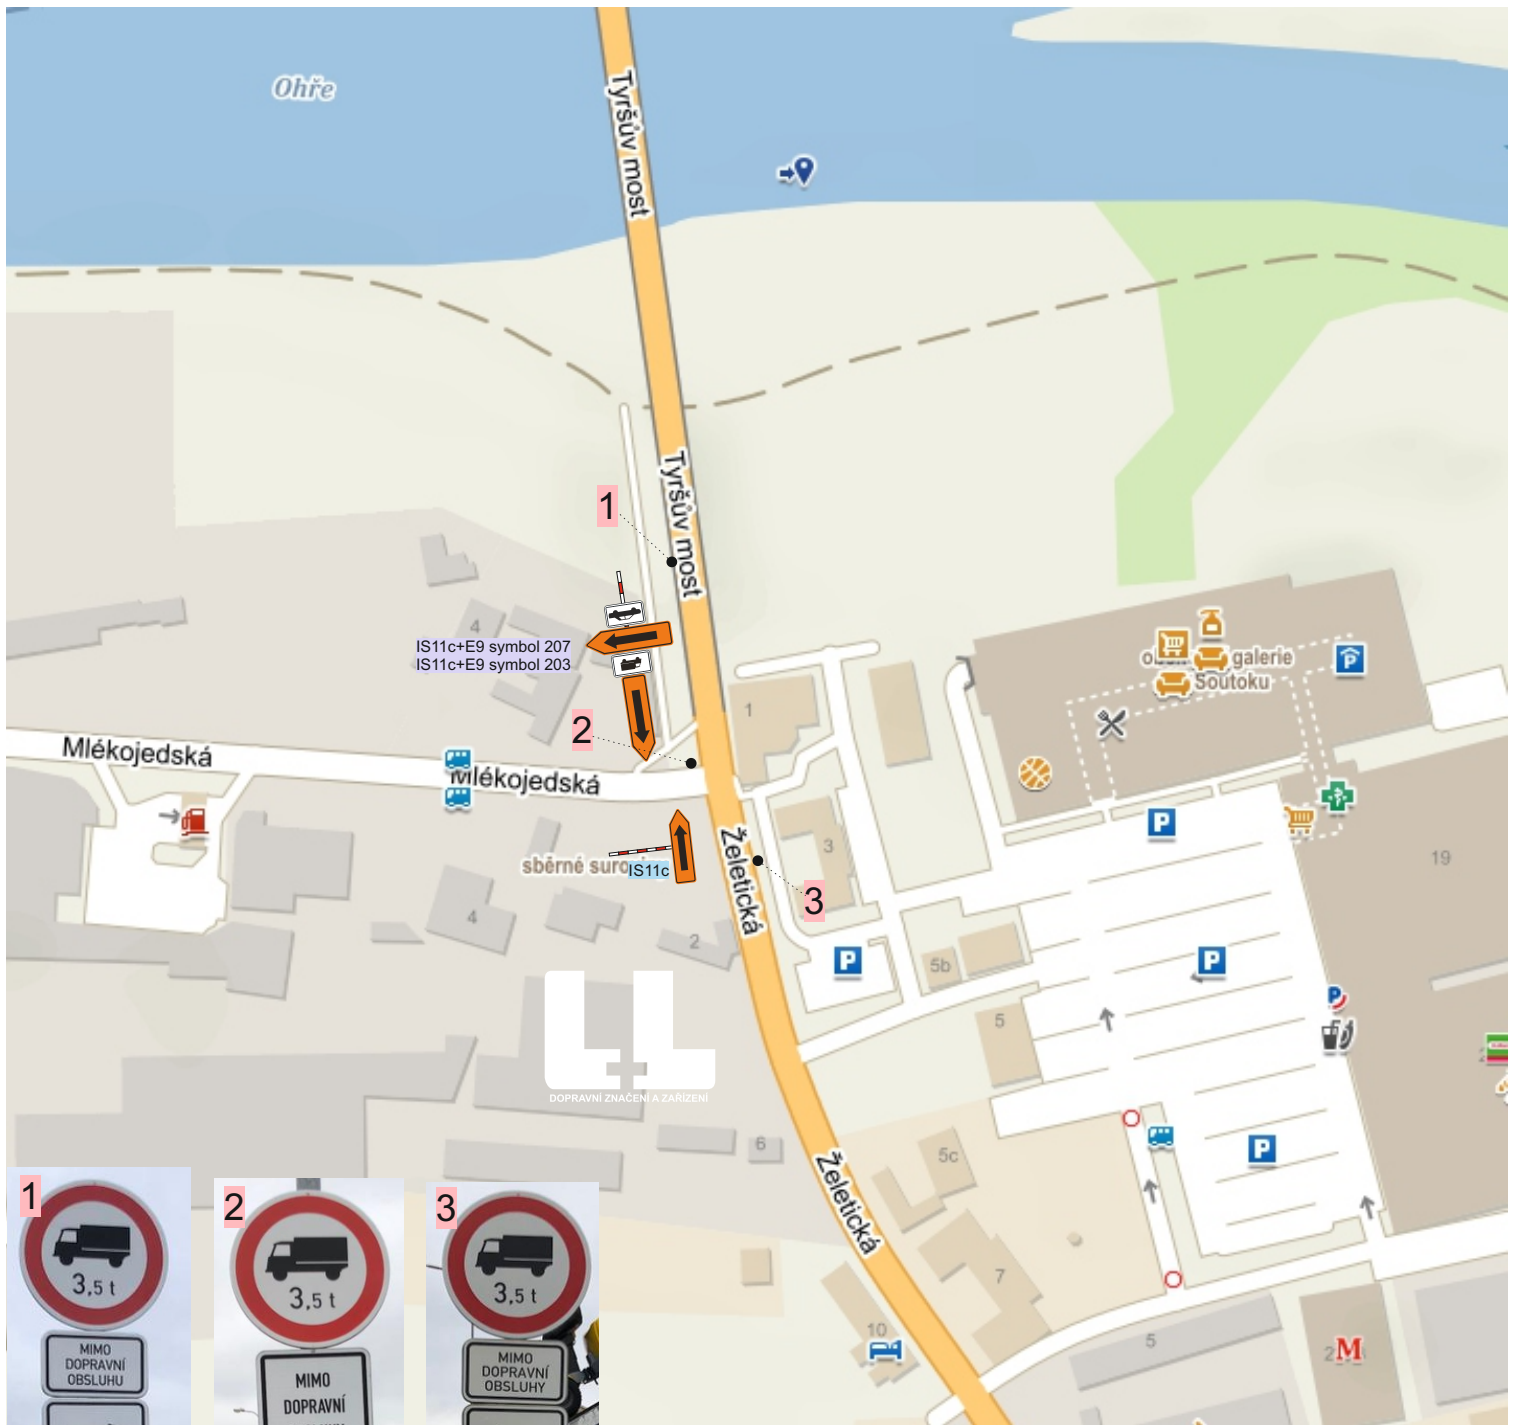 Ohře
Tyršův most
Tyršův most
1
4
IS11c+E9 symbol 207
IS11c+E9 symbol 203
2
1
Mlékojedská
Mlékojedská
galerie
Soutoku
P
P
3
19
Želetická
sběrné
IS11c
3
4
2
P
P
5b
5
P
L+L
DOPRAVNÍ ZNAČENÍ A ZAŘÍZENÍ
6
5c
P
Želetická
7
10
5
M
1
3,5 t
MIMO
DOPRAVNÍ
OBSLUHU
2
3,5 t
MIMO
DOPRAVNÍ
3
3,5 t
MIMO
DOPRAVNÍ
OBSLUHY